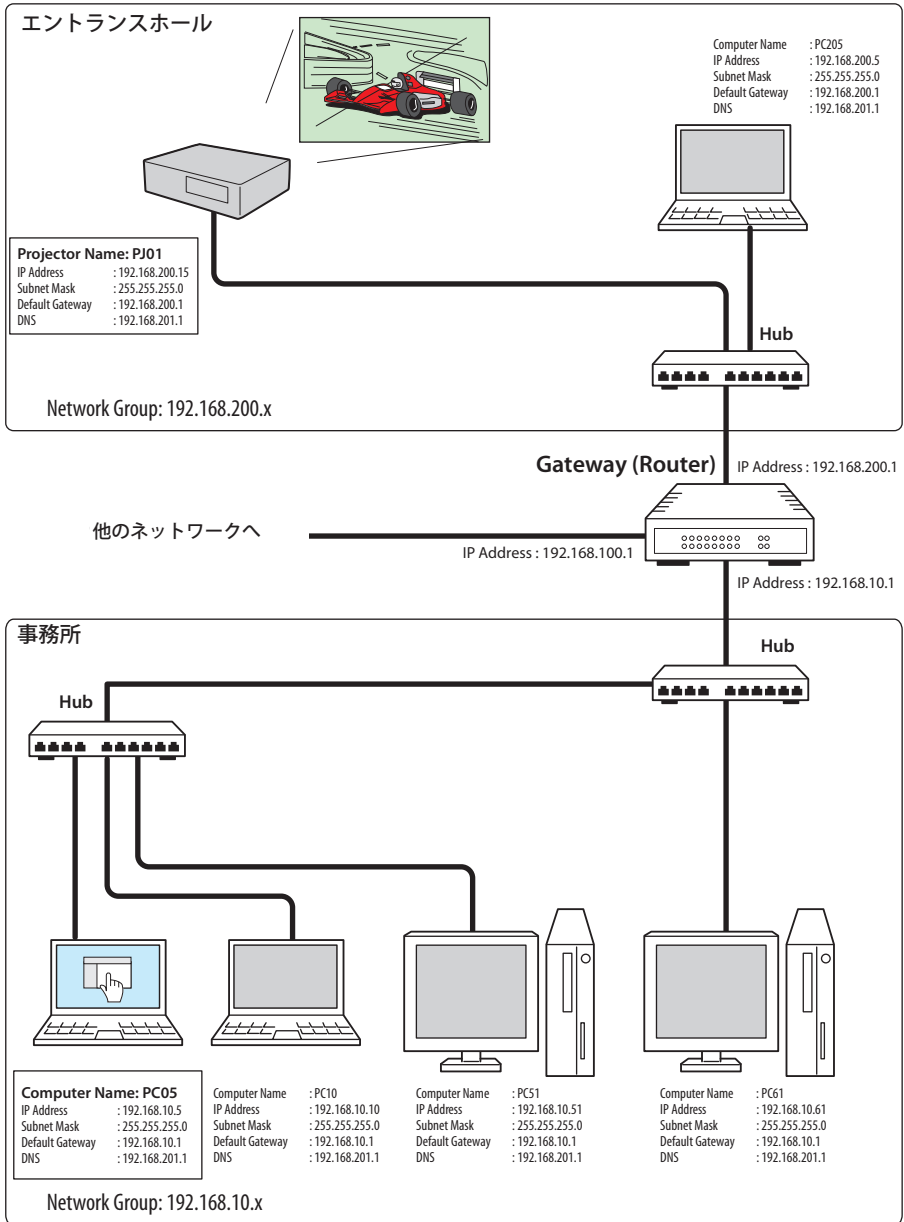 エントランスホール
Computer Name : PC205
IP Address : 192.168.200.5
Subnet Mask : 255.255.255.0
Default Gateway : 192.168.200.1
DNS : 192.168.201.1
Projector Name: PJ01
IP Address : 192.168.200.15
Subnet Mask : 255.255.255.0
Default Gateway : 192.168.200.1
DNS : 192.168.201.1
Hub
Network Group: 192.168.200.x
Gateway (Router)
IP Address : 192.168.200.1
他のネットワークへ
IP Address : 192.168.100.1
IP Address : 192.168.10.1
事務所
Hub
Hub
Computer Name: PC05
IP Address : 192.168.10.5
Subnet Mask : 255.255.255.0
Default Gateway : 192.168.10.1
DNS : 192.168.201.1
Computer Name : PC10
IP Address : 192.168.10.10
Subnet Mask : 255.255.255.0
Default Gateway : 192.168.10.1
DNS : 192.168.201.1
Computer Name : PC51
IP Address : 192.168.10.51
Subnet Mask : 255.255.255.0
Default Gateway : 192.168.10.1
DNS : 192.168.201.1
Computer Name : PC61
IP Address : 192.168.10.61
Subnet Mask : 255.255.255.0
Default Gateway : 192.168.10.1
DNS : 192.168.201.1
Network Group: 192.168.10.x